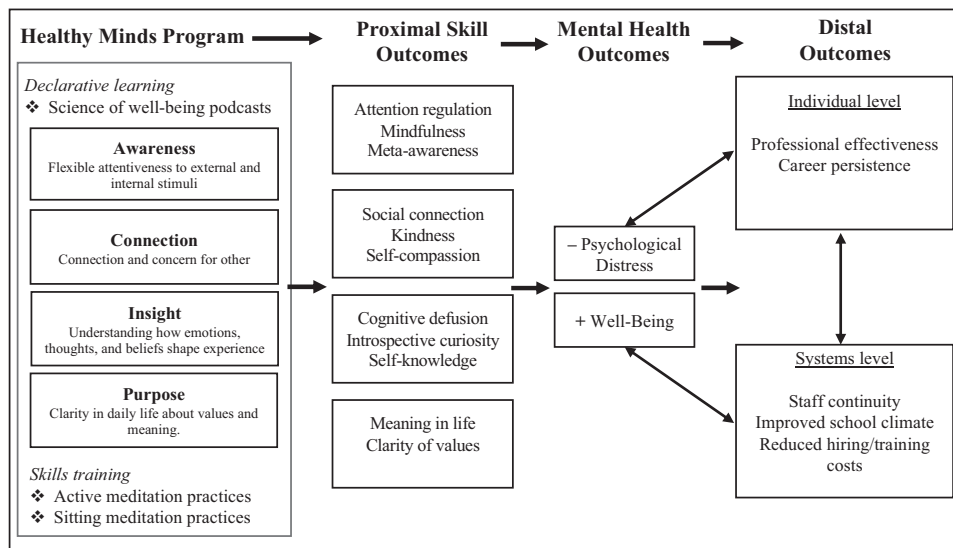 Healthy Minds Program
Proximal Skill
Outcomes
Mental Health
Outcomes
Distal
Outcomes
Declarative learning
❖ Science of well-being podcasts
Awareness
Flexible attentiveness to external and
internal stimuli
Connection
Connection and concern for other
Insight
Understanding how emotions,
thoughts, and beliefs shape experience
Purpose
Clarity in daily life about values and
meaning.
Skills training
❖ Active meditation practices
❖ Sitting meditation practices
Attention regulation
Mindfulness
Meta-awareness
Social connection
Kindness
Self-compassion
Cognitive defusion
Introspective curiosity
Self-knowledge
Meaning in life
Clarity of values
– Psychological
Distress
+ Well-Being
Individual level
Professional effectiveness
Career persistence
Systems level
Staff continuity
Improved school climate
Reduced hiring/training
costs